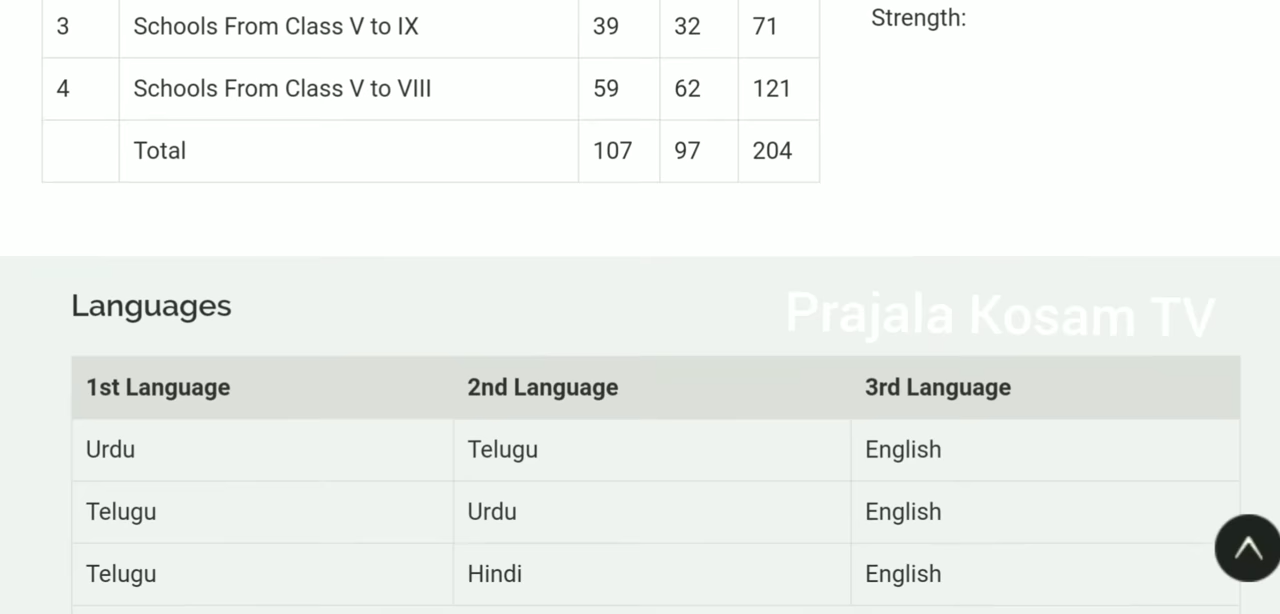 3 Schools From Class V to IX 39 32 71
Strength:
4 Schools From Class V to VIII 59 62 121
Total 107 97 204
Languages
Prajala Kosam TV
1st Language 2nd Language 3rd Language
Urdu Telugu English
Telugu Urdu English
Telugu Hindi English